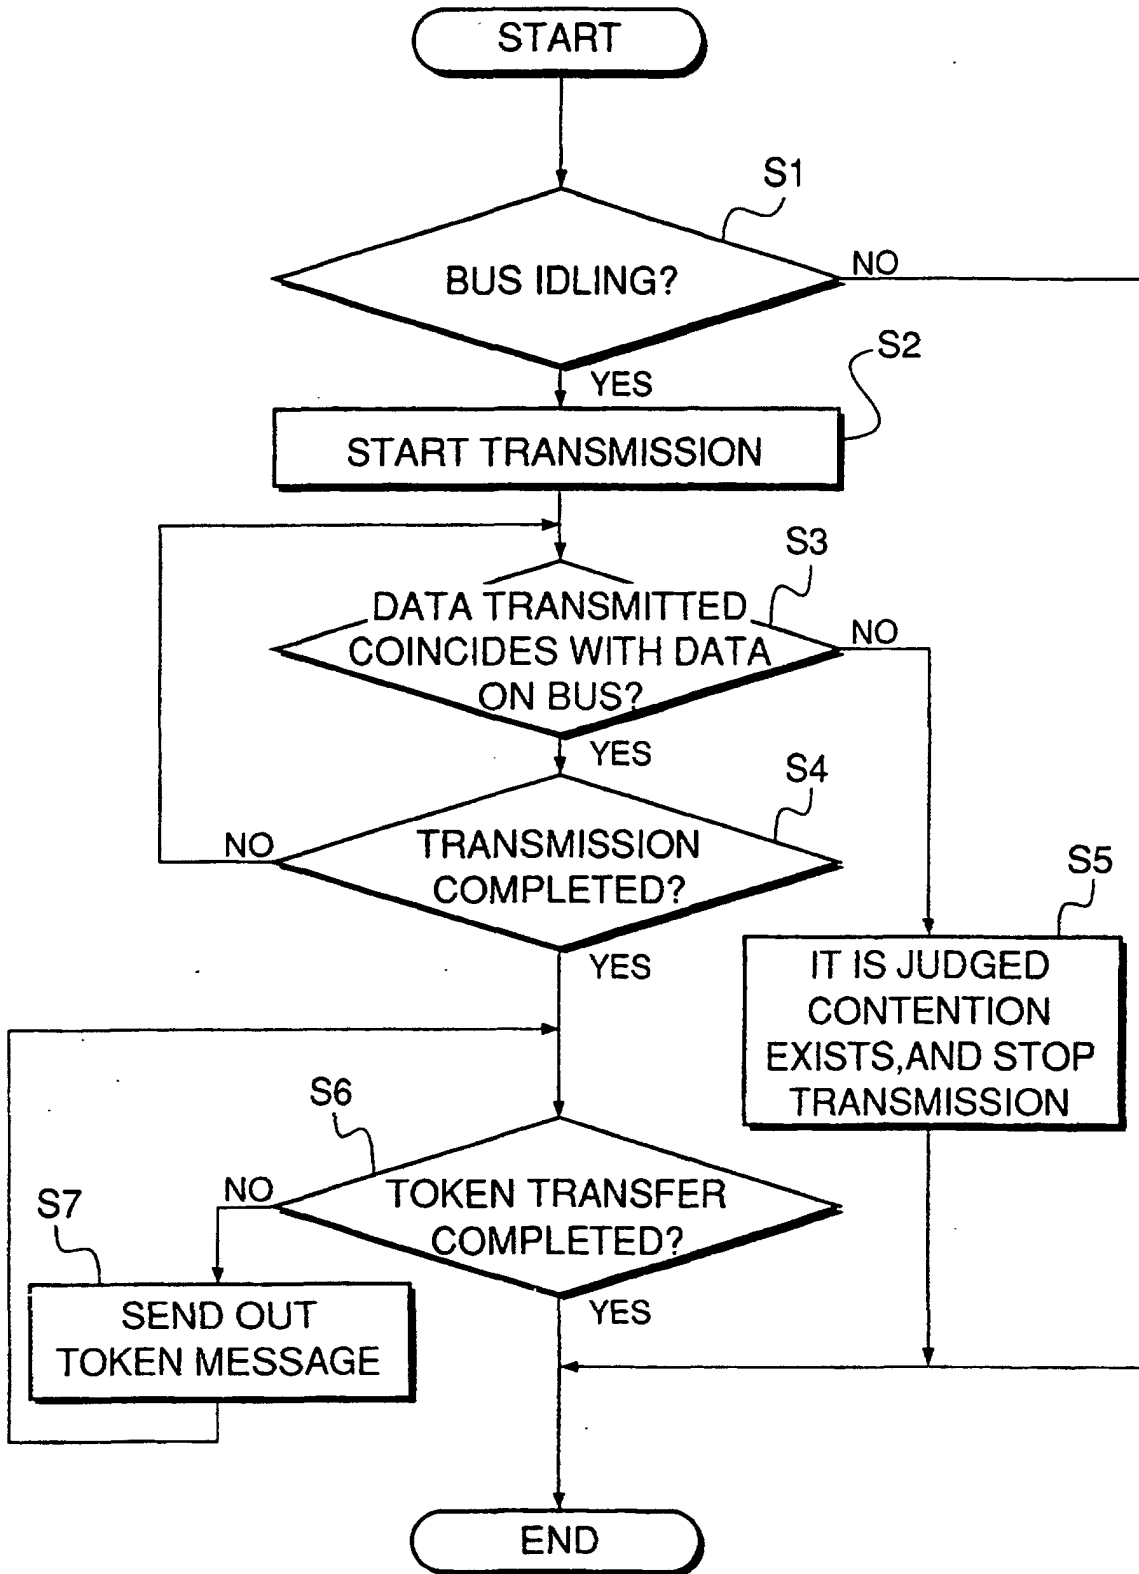 START
S1
BUS IDLING?
NO
S2
YES
START TRANSMISSION
S3
DATA TRANSMITTED
COINCIDES WITH DATA
ON BUS?
NO
YES
S4
NO
TRANSMISSION
COMPLETED?
S5
YES
IT IS JUDGED
CONTENTION
EXISTS,AND STOP
TRANSMISSION
S6
NO
TOKEN TRANSFER
COMPLETED?
S7
YES
SEND OUT
TOKEN MESSAGE
END